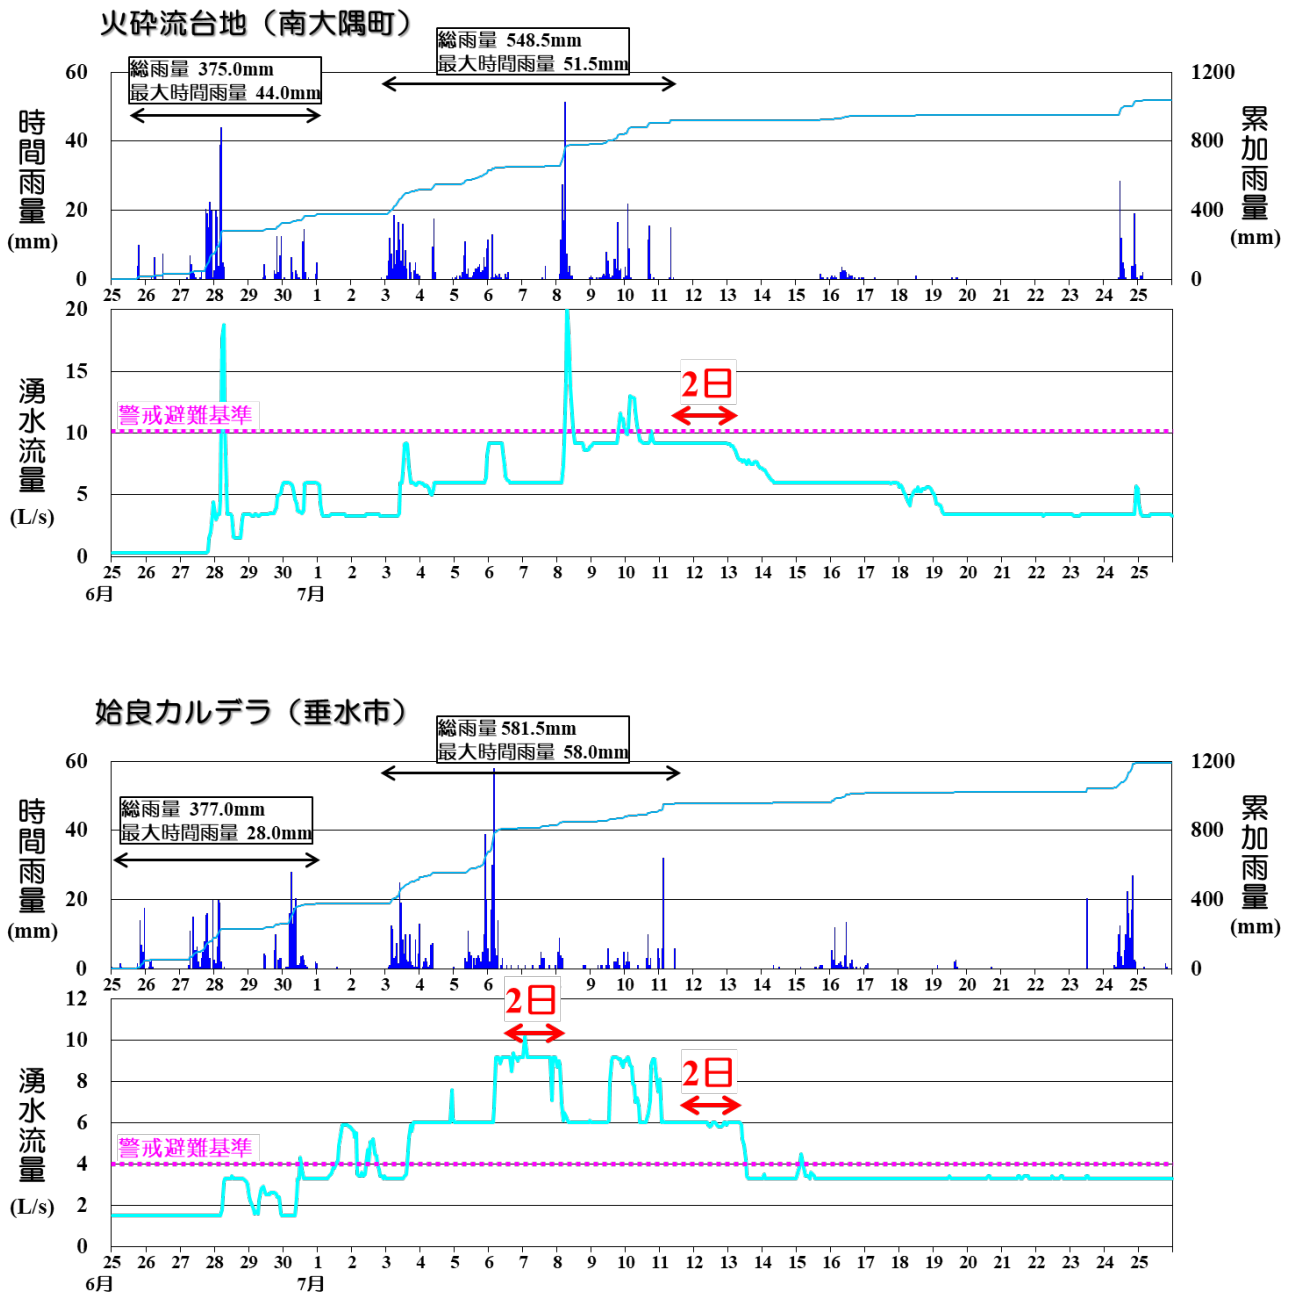 火砕流台地（南大隅町）
総雨量 375.0mm
最大時間雨量 44.0mm
総雨量 548.5mm
最大時間雨量 51.5mm
時間雨量
(mm)
60
40
20
0
累加雨量
(mm)
1200
800
400
0
25 26 27 28 29 30 1 2 3 4 5 6 7 8 9 10 11 12 13 14 15 16 17 18 19 20 21 22 23 24 25
湧水流量
(L/s)
20
15
10
5
0
警戒避難基準
2日
25 26 27 28 29 30 1 2 3 4 5 6 7 8 9 10 11 12 13 14 15 16 17 18 19 20 21 22 23 24 25
6月 7月
姶良カルデラ（垂水市）
総雨量 377.0mm
最大時間雨量 28.0mm
総雨量 581.5mm
最大時間雨量 58.0mm
時間雨量
(mm)
60
40
20
0
累加雨量
(mm)
1200
800
400
0
25 26 27 28 29 30 1 2 3 4 5 6 7 8 9 10 11 12 13 14 15 16 17 18 19 20 21 22 23 24 25
湧水流量
(L/s)
12
10
8
6
4
2
0
警戒避難基準
2日
2日
25 26 27 28 29 30 1 2 3 4 5 6 7 8 9 10 11 12 13 14 15 16 17 18 19 20 21 22 23 24 25
6月 7月